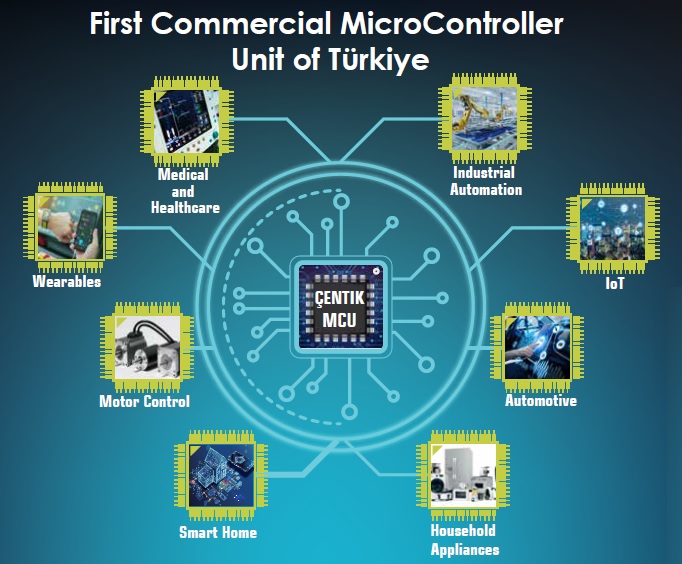 First Commercial MicroController
Unit of Türkiye
Medical
and
Healthcare
Industrial
Automation
Wearables
IoT
ÇENTIK
MCU
Motor Control
Automotive
Smart Home
Household
Appliances